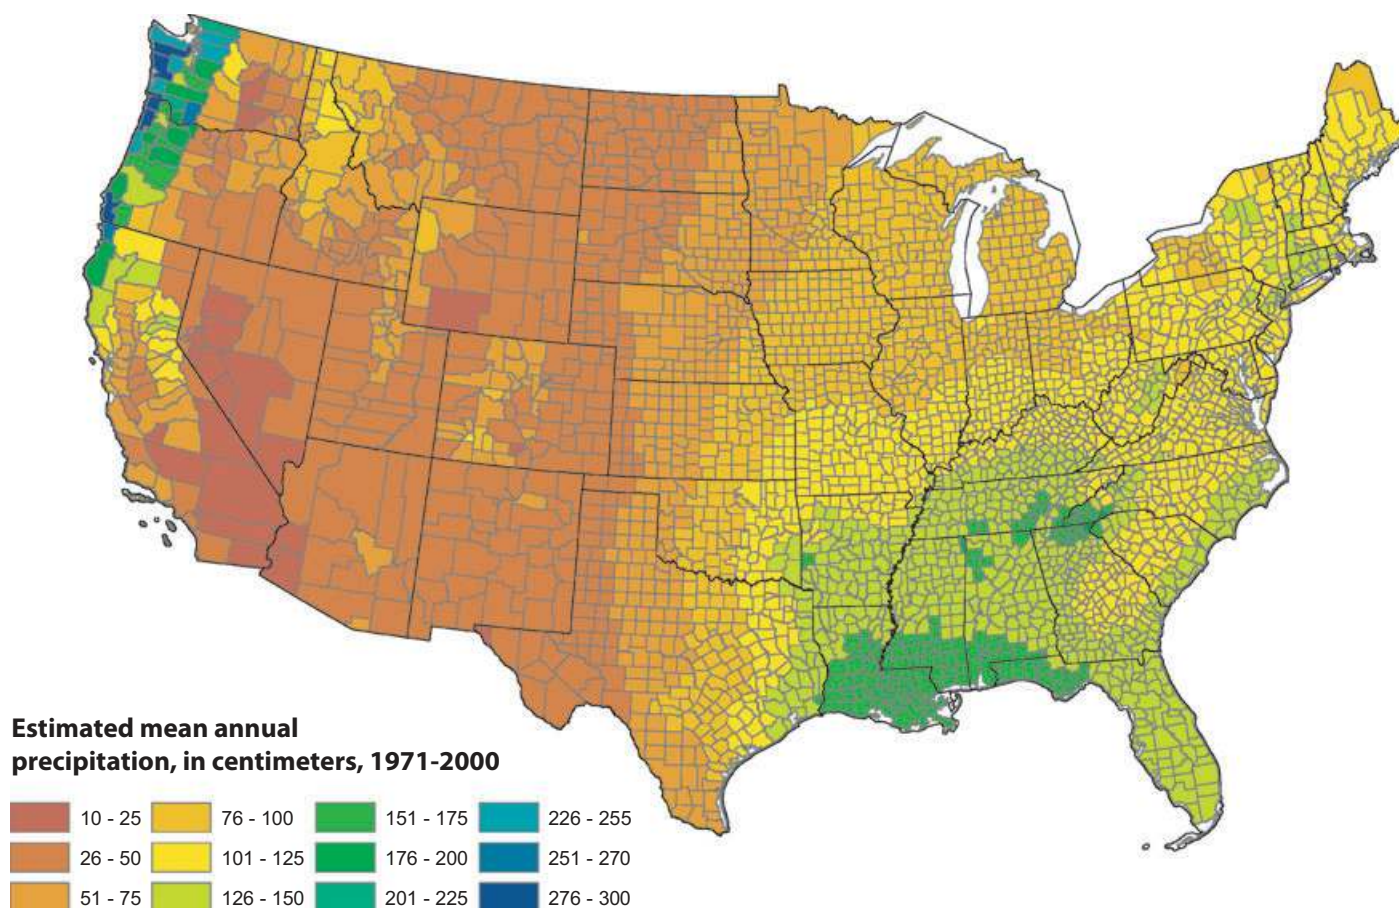 Estimated mean annual
precipitation, in centimeters, 1971-2000
10 - 25 76 - 100 151 - 175 226 - 255
26 - 50 101 - 125 176 - 200 251 - 270
51 - 75 126 - 150 201 - 225 276 - 300